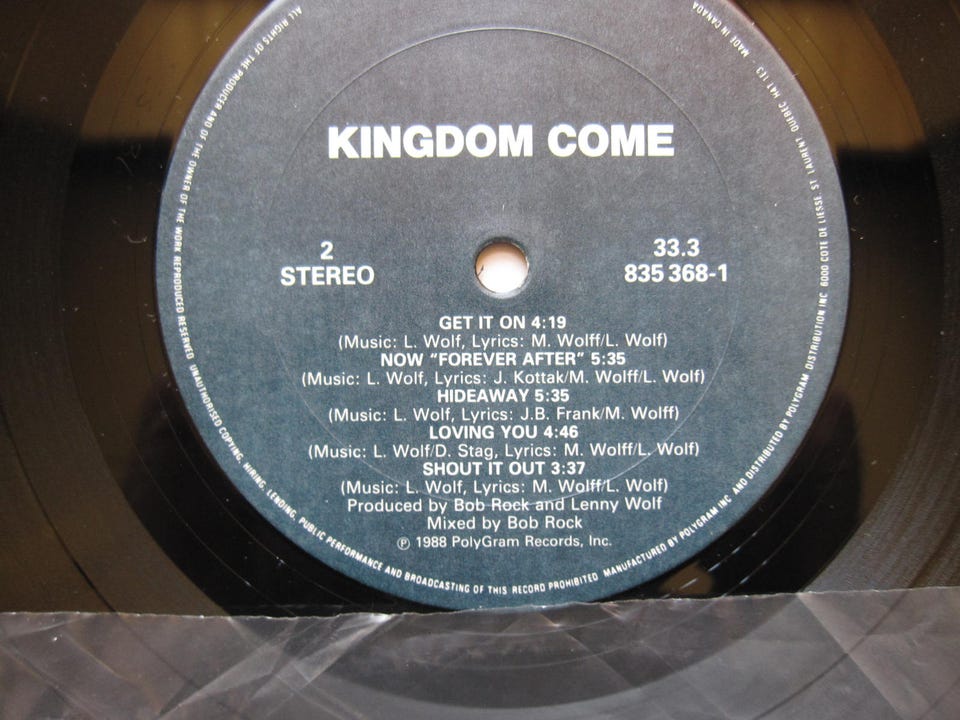 KINGDOM COME
2
STEREO
33.3
835 368-1
GET IT ON 4:19
(Music: L. Wolf, Lyrics: M. Wolff/L. Wolf)
NOW "FOREVER AFTER" 5:35
(Music: L. Wolf, Lyrics: J. Kottak/M. Wolff/L. Wolf)
HIDEAWAY 5:35
(Music: L. Wolf, Lyrics: J.B. Frank/M. Wolff)
LOVING YOU 4:46
(Music: L. Wolf/D. Stag, Lyrics: M. Wolff/L. Wolf)
SHOUT IT OUT 3:37
(Music: L. Wolf, Lyrics: M. Wolff/L. Wolf)
Produced by Bob Rock and Lenny Wolf
Mixed by Bob Rock
℗ 1988 PolyGram Records, Inc.
ALL RIGHTS OF THE PRODUCER AND OF THE OWNER OF THE WORK REPRODUCED RESERVED UNAUTHORISED COPYING, HIRING, LENDING, PUBLIC PERFORMANCE AND BROADCASTING OF THIS RECORD PROHIBITED MANUFACTURED BY POLYGRAM INC. AND DISTRIBUTED BY POLYGRAM DISTRIBUTION INC 6000 COTE DE LIESSE, ST LAURENT QUEBEC H4T 1E3 - MADE IN CANADA